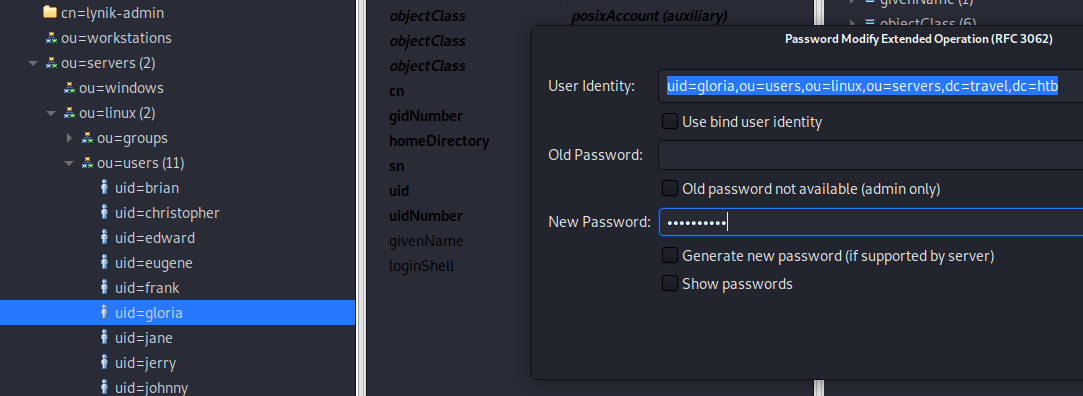 cn=lynik-admin
ou=workstations
ou=servers (2)
ou=windows
ou=linux (2)
ou=groups
ou=users (11)
uid=brian
uid=christopher
uid=edward
uid=eugene
uid=frank
uid=gloria
uid=jane
uid=jerry
uid=johnny
objectClass posixAccount (auxiliary)
objectClass
objectClass
cn
gidNumber
homeDirectory
sn
uid
uidNumber
givenName
loginShell
givenName (1)
objectClass (6)
Password Modify Extended Operation (RFC 3062)
User Identity: uid=gloria,ou=users,ou=linux,ou=servers,dc=travel,dc=htb
Use bind user identity
Old Password:
Old password not available (admin only)
New Password: ••••••••••
Generate new password (if supported by server)
Show passwords